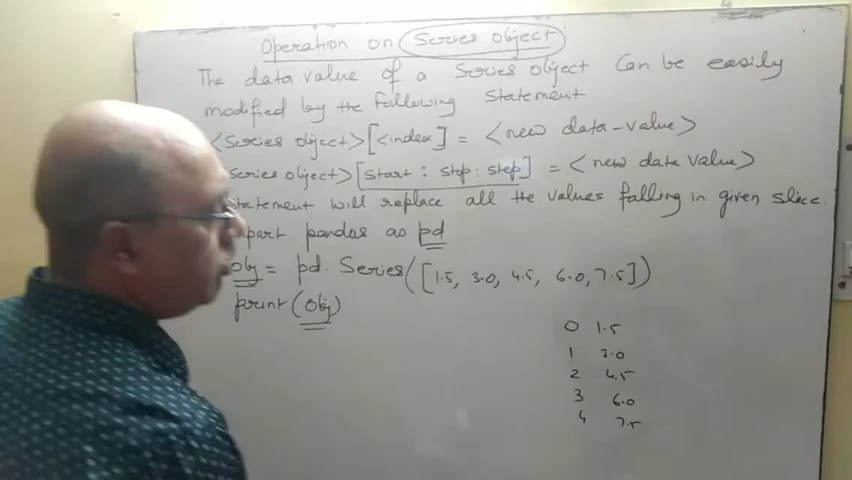 Operation on Series object
The data value of a Series object Can be easily
modified by the following Statement
<Series object>[<index] = <new data-value>
Series object>[start : stop : step] = <new data value>
statement will replace all the values falling in given slice.
port pandas as pd
obj = pd. Series([1.5, 3.0, 4.5, 6.0, 7.5])
print(obj)
0 1.5
1 3.0
2 4.5
3 6.0
4 7.5